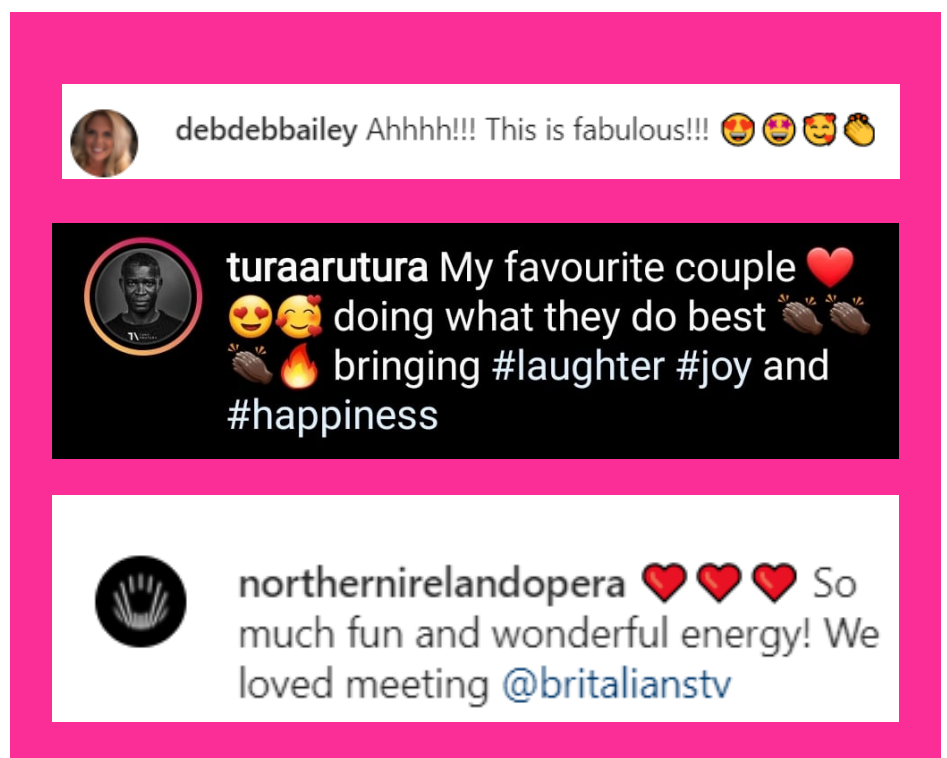 debdebbailey Ahhhh!!! This is fabulous!!! 😍🤩🥰👏
turaarutura My favourite couple ❤️
😍🥰 doing what they do best 👏🏿👏🏿
👏🏿🔥 bringing #laughter #joy and
#happiness
northernirelandopera ❤️❤️❤️ So
much fun and wonderful energy! We
loved meeting @britalianstv